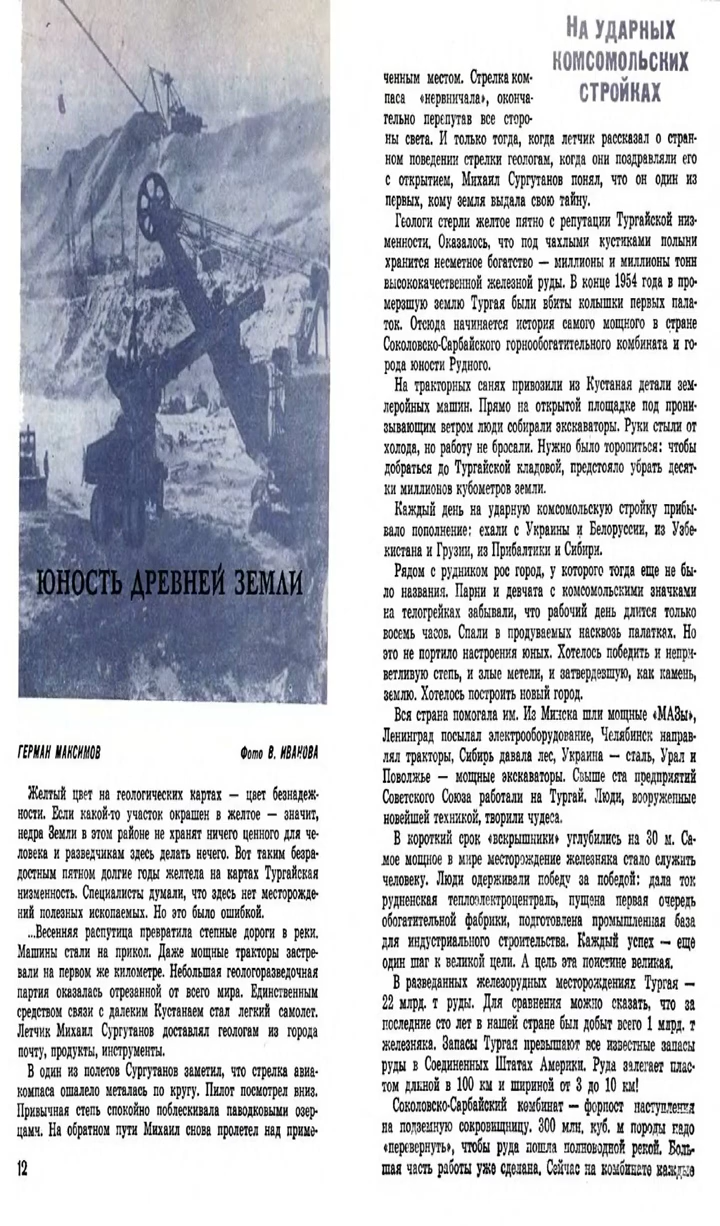 На ударных
комсомольских
стройках
ЮНОСТЬ ДРЕВНЕЙ ЗЕМЛИ
ГЕРМАН МАКСИМОВ
Фото В. ИВАНОВА
Желтый цвет на геологических картах — цвет безнадеж-
ности. Если какой-то участок окрашен в желтое — значит,
недра Земли в этом районе не хранят ничего ценного для че-
ловека и разведчикам здесь делать нечего. Вот таким безра-
достным пятном долгие годы желтела на картах Тургайская
низменность. Специалисты думали, что здесь нет месторожде-
ний полезных ископаемых. Но это было ошибкой.
...Весенняя распутица превратила степные дороги в реки.
Машины стали на прикол. Даже мощные тракторы застре-
вали на первом же километре. Небольшая геологоразведочная
партия оказалась отрезанной от всего мира. Единственным
средством связи с далеким Кустанаем стал легкий самолет.
Летчик Михаил Сургутанов доставлял геологам из города
почту, продукты, инструменты.
В один из полетов Сургутанов заметил, что стрелка авиа-
компаса ошалело металась по кругу. Пилот посмотрел вниз.
Привычная степь спокойно поблескивала паводковыми озер-
цами. На обратном пути Михаил снова пролетел над приме-
12
ченным местом. Стрелка ком-
паса «нервничала», оконча-
тельно перепутав все сторо-
ны света. И только тогда, когда летчик рассказал о стран-
ном поведении стрелки геологам, когда они поздравляли его
с открытием, Михаил Сургутанов понял, что он один из
первых, кому земля выдала свою тайну.
Геологи стерли желтое пятно с репутации Тургайской низ-
менности. Оказалось, что под чахлыми кустиками полыни
хранится несметное богатство — миллионы и миллионы тонн
высококачественной железной руды. В конце 1954 года в про-
мерзшую землю Тургая были вбиты колышки первых пала-
ток. Отсюда начинается история самого мощного в стране
Соколовско-Сарбайского горнообогатительного комбината и го-
рода юности Рудного.
На тракторных санях привозили из Кустаная детали зем-
леройных машин. Прямо на открытой площадке под прони-
зывающим ветром люди собирали экскаваторы. Руки стыли от
холода, но работу не бросали. Нужно было торопиться: чтобы
добраться до Тургайской кладовой, предстояло убрать десят-
ки миллионов кубометров земли.
Каждый день на ударную комсомольскую стройку прибы-
вало пополнение: ехали с Украины и Белоруссии, из Узбе-
кистана и Грузии, из Прибалтики и Сибири.
Рядом с рудником рос город, у которого тогда еще не бы-
ло названия. Парни и девчата с комсомольскими значками
на телогрейках забывали, что рабочий день длится только
восемь часов. Спали в продуваемых насквозь палатках. Но
это не портило настроения юных. Хотелось победить и непри-
ветливую степь, и злые метели, и затвердевшую, как камень,
землю. Хотелось построить новый город.
Вся страна помогала им. Из Минска шли мощные «МАЗы»,
Ленинград посылал электрооборудование, Челябинск направ-
лял тракторы, Сибирь давала лес, Украина — сталь, Урал и
Поволжье — мощные экскаваторы. Свыше ста предприятий
Советского Союза работали на Тургай. Люди, вооруженные
новейшей техникой, творили чудеса.
В короткий срок «вскрышники» углубились на 30 м. Са-
мое мощное в мире месторождение железняка стало служить
человеку. Люди одерживали победу за победой: дала ток
рудненская теплоэлектроцентраль, пущена первая очередь
обогатительной фабрики, подготовлена промышленная база
для индустриального строительства. Каждый успех — еще
один шаг к великой цели. А цель эта поистине великая.
В разведанных железорудных месторождениях Тургая —
22 млрд. т руды. Для сравнения можно сказать, что за
последние сто лет в нашей стране был добыт всего 1 млрд. т
железняка. Запасы Тургая превышают все известные запасы
руды в Соединенных Штатах Америки. Руда залегает плас-
том длиной в 100 км и шириной от 3 до 10 км!
Соколовско-Сарбайский комбинат — форпост наступления
на подземную сокровищницу. 300 млн. куб. м породы надо
«перевернуть», чтобы руда пошла полноводной рекой. Боль-
шая часть работы уже сделана. Сейчас на комбинате каждые